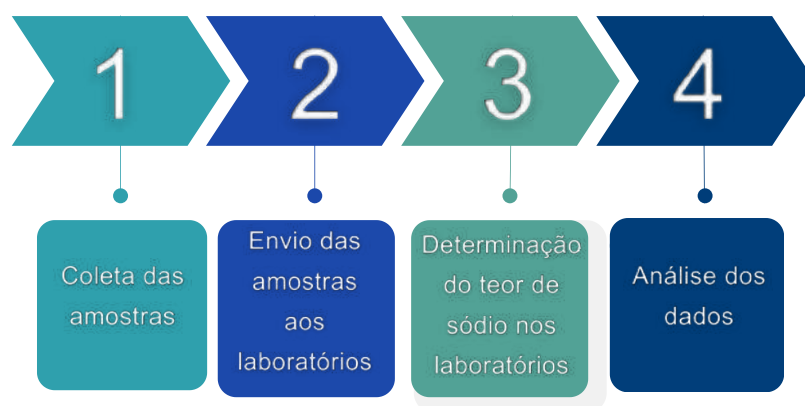 1
2
3
4
Coleta das
amostras
Envio das
amostras
aos
laboratórios
Determinação
do teor de
sódio nos
laboratórios
Análise dos
dados